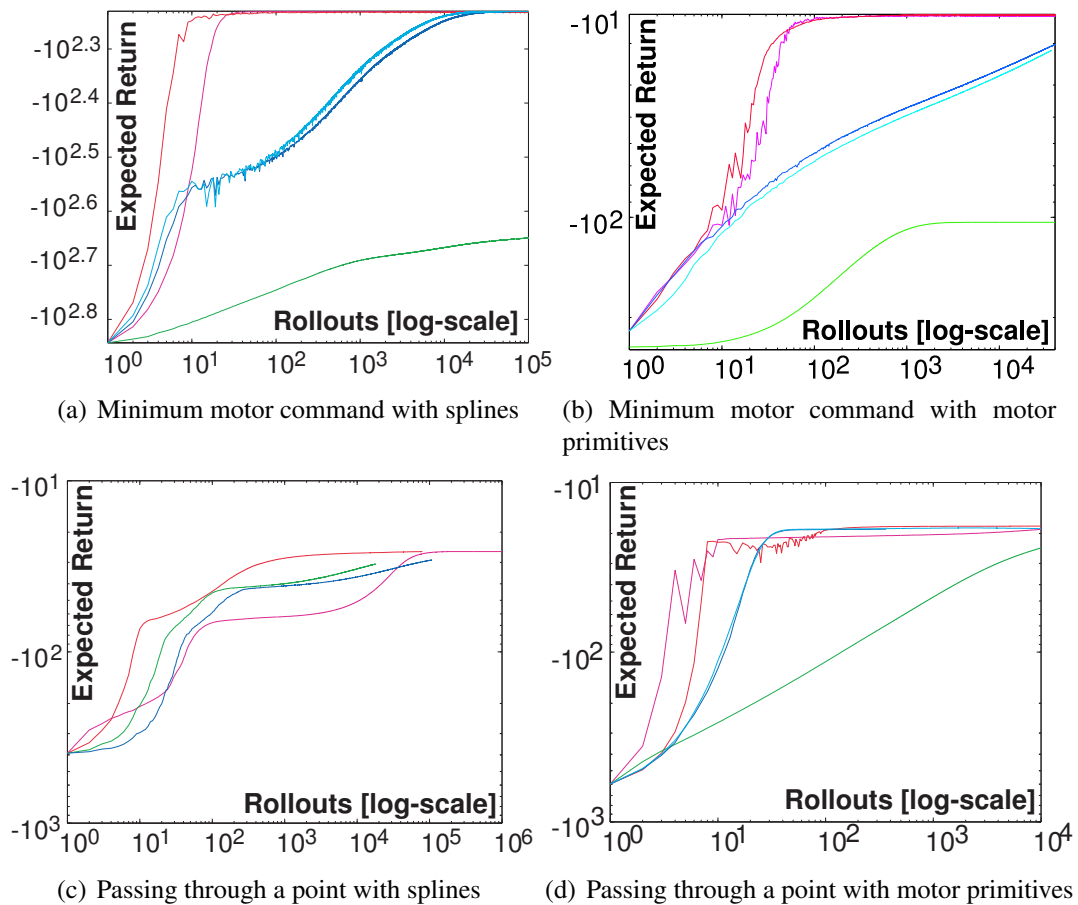 -10^2.3
-10^2.4
-10^2.5
-10^2.6
-10^2.7
-10^2.8
Expected Return
Rollouts [log-scale]
10^0 10^1 10^2 10^3 10^4 10^5
(a) Minimum motor command with splines
-10^1
-10^2
Expected Return
Rollouts [log-scale]
10^0 10^1 10^2 10^3 10^4
(b) Minimum motor command with motor
primitives
-10^1
-10^2
-10^3
Expected Return
Rollouts [log-scale]
10^0 10^1 10^2 10^3 10^4 10^5 10^6
(c) Passing through a point with splines
-10^1
-10^2
-10^3
Expected Return
Rollouts [log-scale]
10^0 10^1 10^2 10^3 10^4
(d) Passing through a point with motor primitives